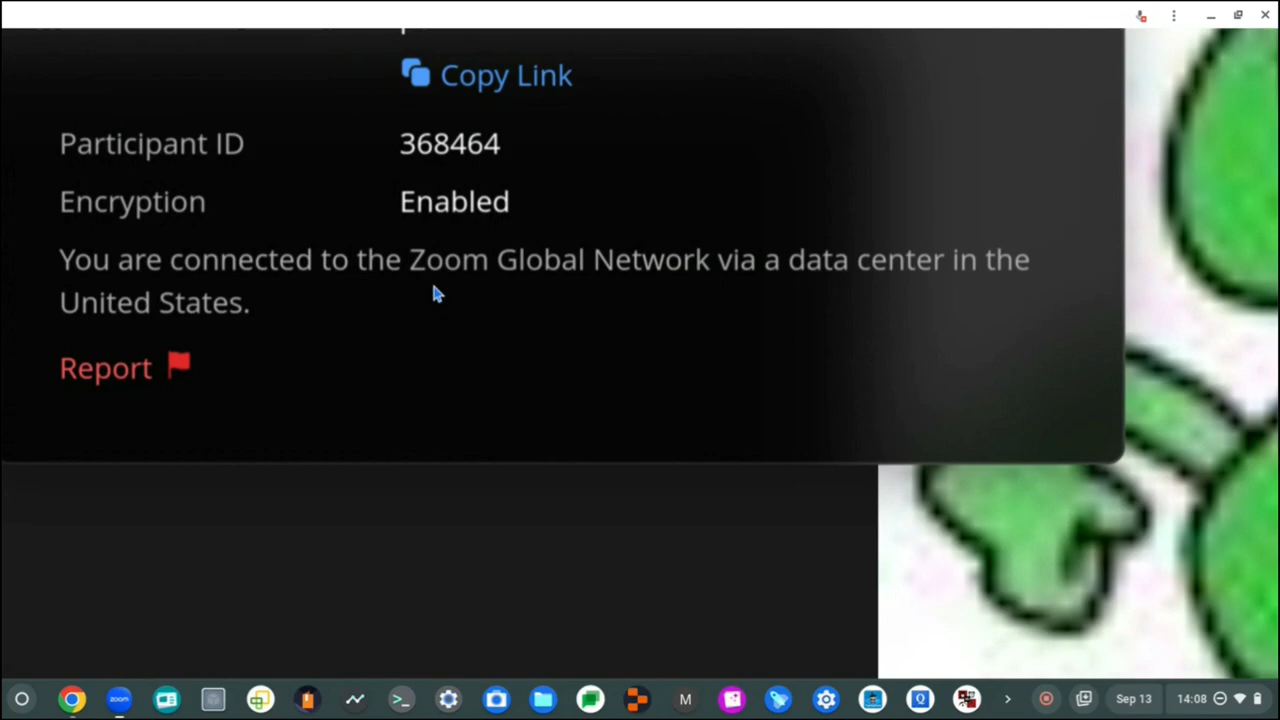 Copy Link
Participant ID 368464
Encryption Enabled
You are connected to the Zoom Global Network via a data center in the
United States.
Report
zoom
M
Q
Sep 13 14:08